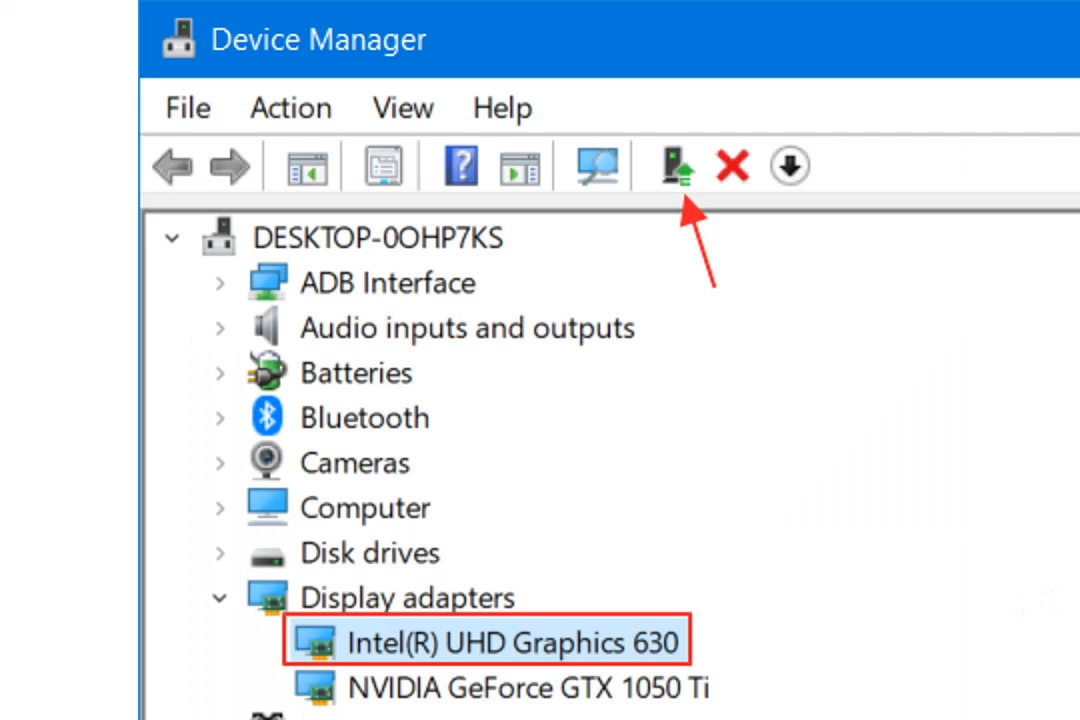 Device Manager
File Action View Help
DESKTOP-0OHP7KS
ADB Interface
Audio inputs and outputs
Batteries
Bluetooth
Cameras
Computer
Disk drives
Display adapters
Intel(R) UHD Graphics 630
NVIDIA GeForce GTX 1050 Ti